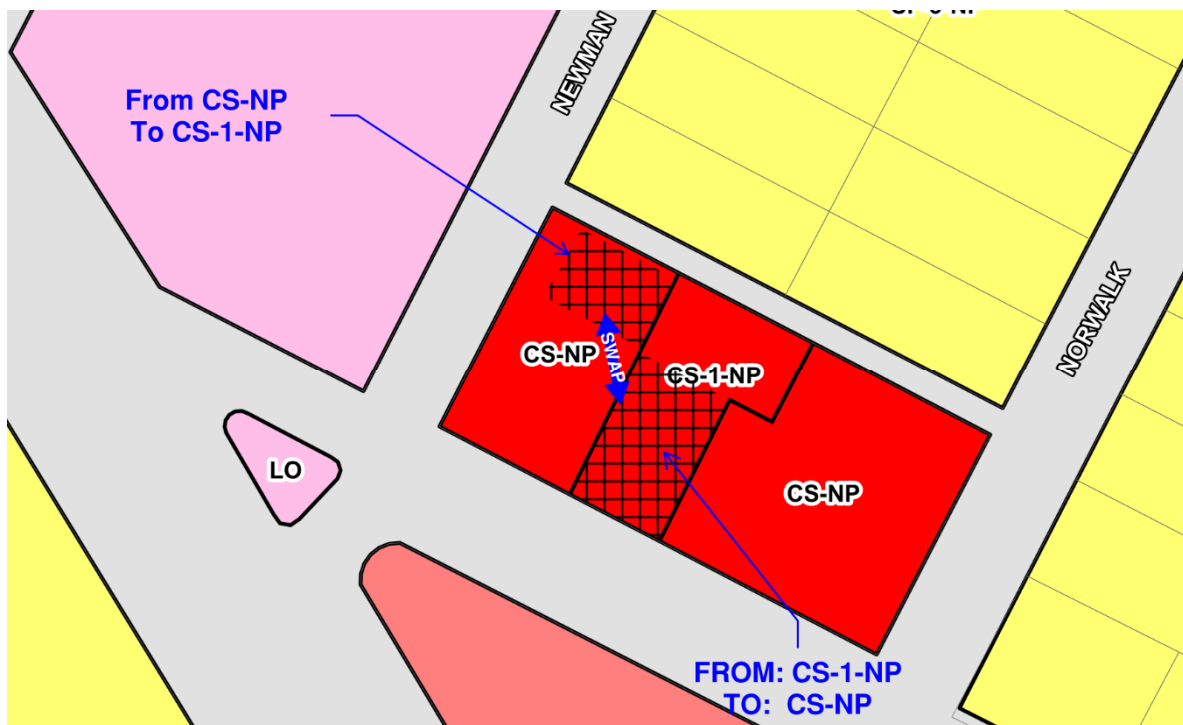 NEWMAN
From CS-NP
To CS-1-NP
NORWALK
CS-NP
SWAP
CS-1-NP
LO
CS-NP
FROM: CS-1-NP
TO: CS-NP